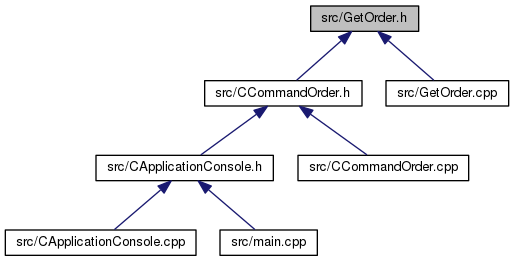 src/GetOrder.h
src/CCommandOrder.h
src/GetOrder.cpp
src/CApplicationConsole.h
src/CCommandOrder.cpp
src/CApplicationConsole.cpp
src/main.cpp